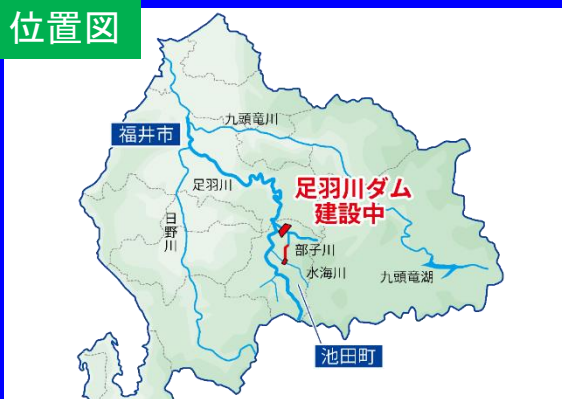 位置図
九頭竜川
福井市
足羽川
足羽川ダム
建設中
日野川
部子川
水海川
九頭竜湖
池田町